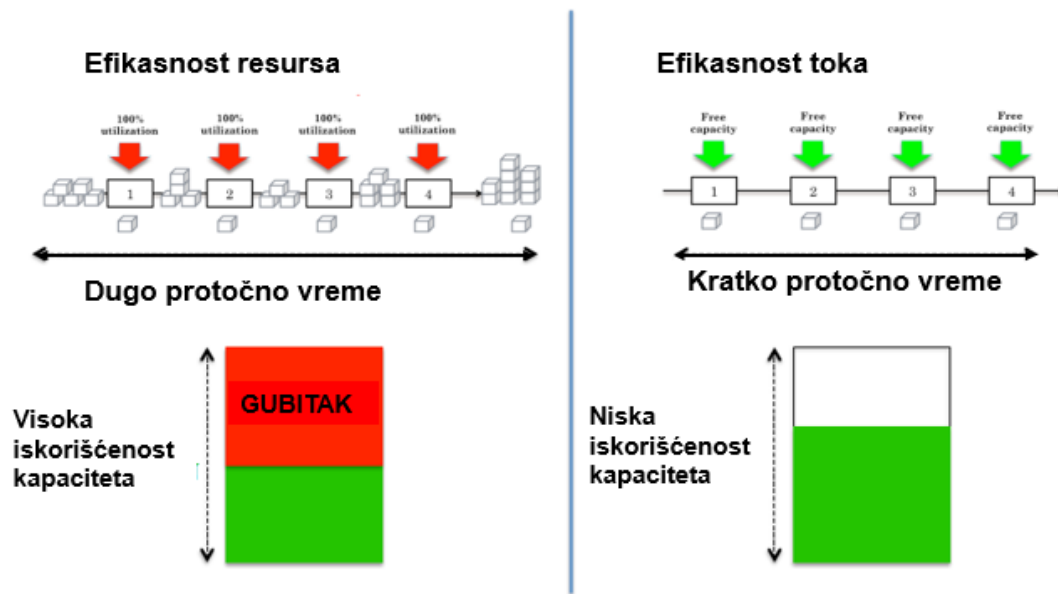 Efikasnost resursa
100% utilization
100% utilization
100% utilization
100% utilization
1
2
3
4
Dugo protočno vreme
Visoka
iskorišćenost
kapaciteta
GUBITAK
Efikasnost toka
Free capacity
Free capacity
Free capacity
Free capacity
1
2
3
4
Kratko protočno vreme
Niska
iskorišćenost
kapaciteta